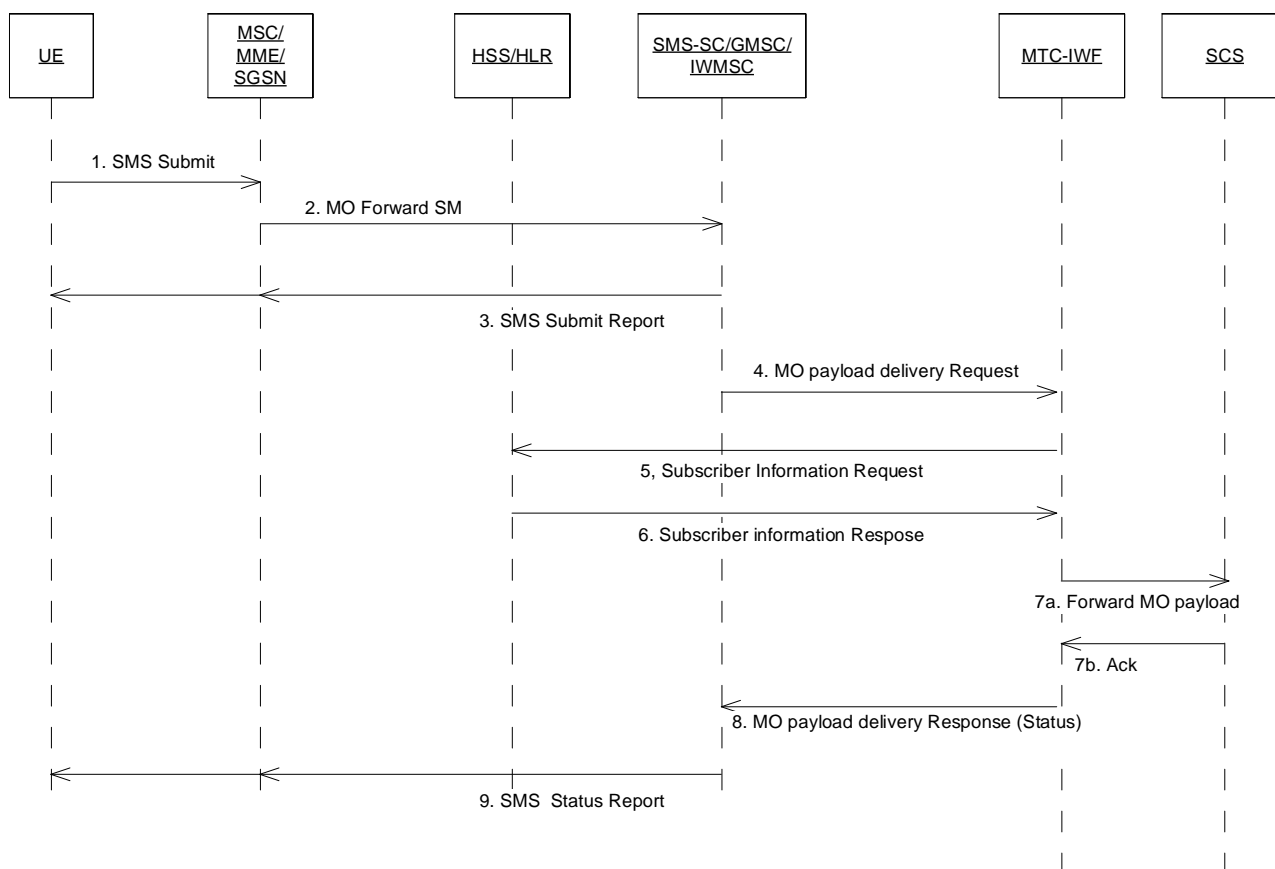 UE
MSC/
MME/
SGSN
HSS/HLR
SMS-SC/GMSC/
IWMSC
MTC-IWF
SCS
1. SMS Submit
2. MO Forward SM
3. SMS Submit Report
4. MO payload delivery Request
5, Subscriber Information Request
6. Subscriber information Respose
7a. Forward MO payload
7b. Ack
8. MO payload delivery Response (Status)
9. SMS Status Report